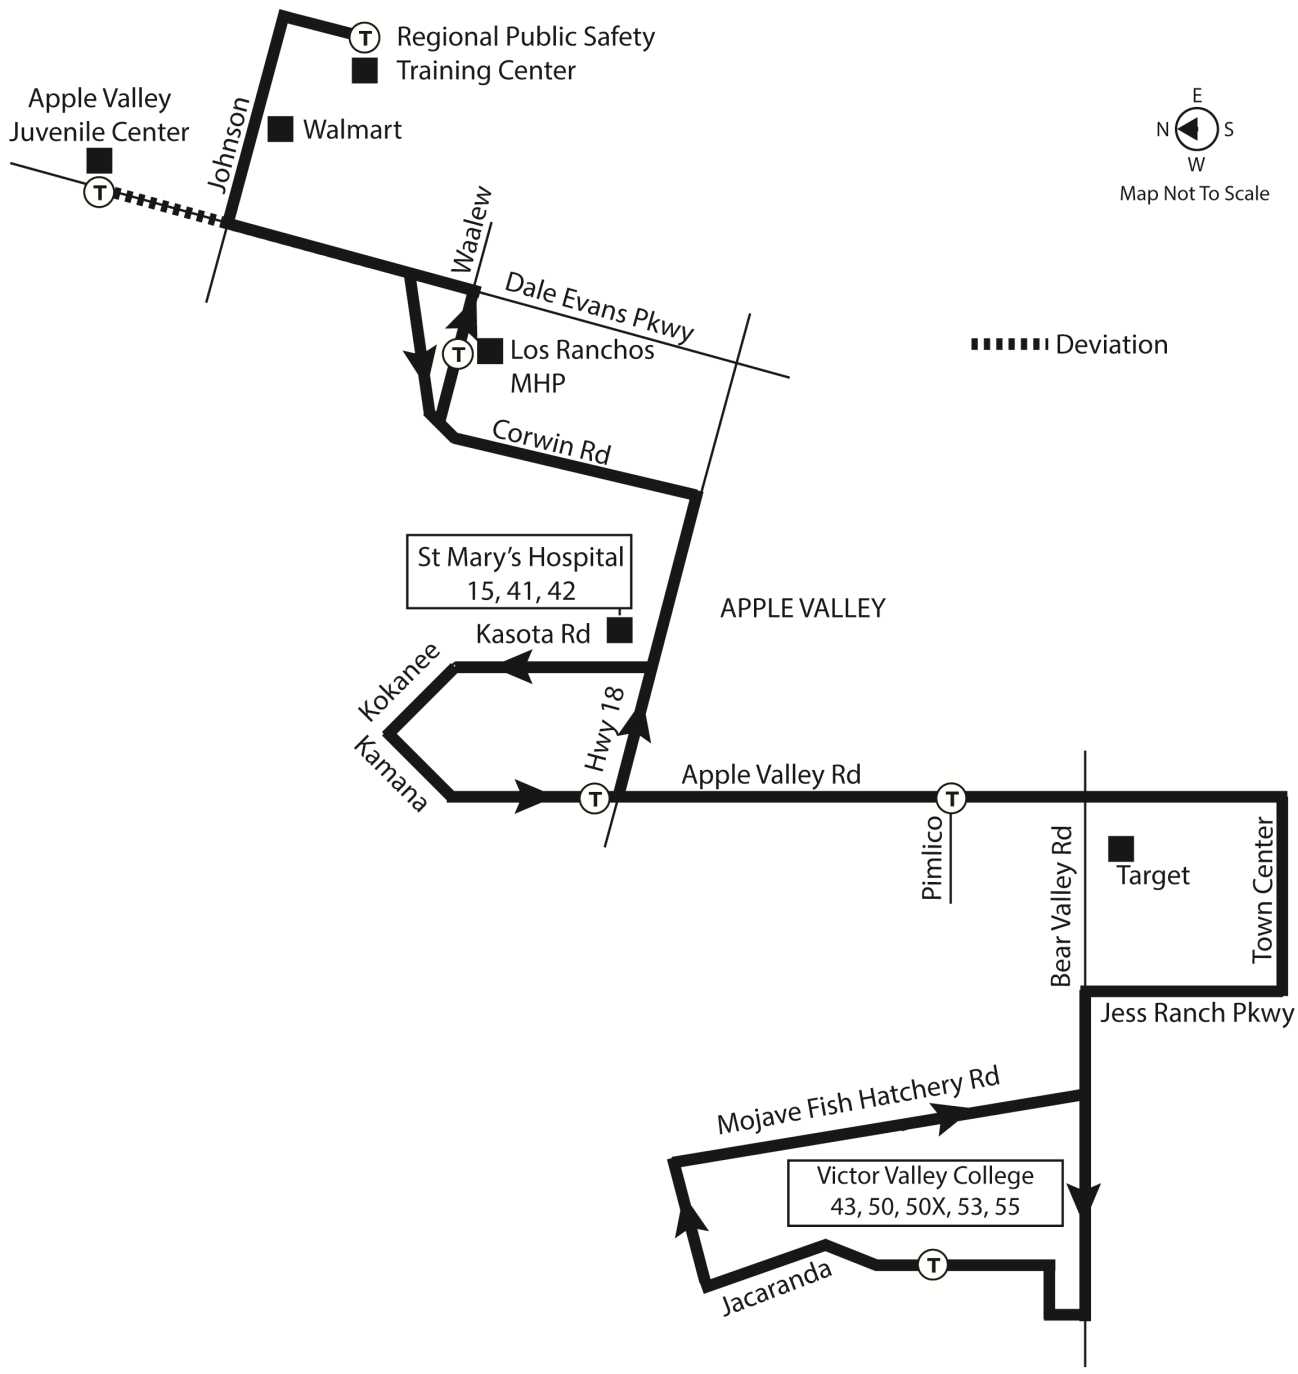 T
Regional Public Safety
Training Center
Apple Valley
Juvenile Center
T
Johnson
Walmart
E
N
S
W
Map Not To Scale
Waalew
Dale Evans Pkwy
T
Los Ranchos
MHP
Deviation
Corwin Rd
St Mary's Hospital
15, 41, 42
Kasota Rd
APPLE VALLEY
Kokanee
Kamana
Hwy 18
T
Apple Valley Rd
T
Pimlico
Bear Valley Rd
Target
Town Center
Jess Ranch Pkwy
Mojave Fish Hatchery Rd
Victor Valley College
43, 50, 50X, 53, 55
T
Jacaranda